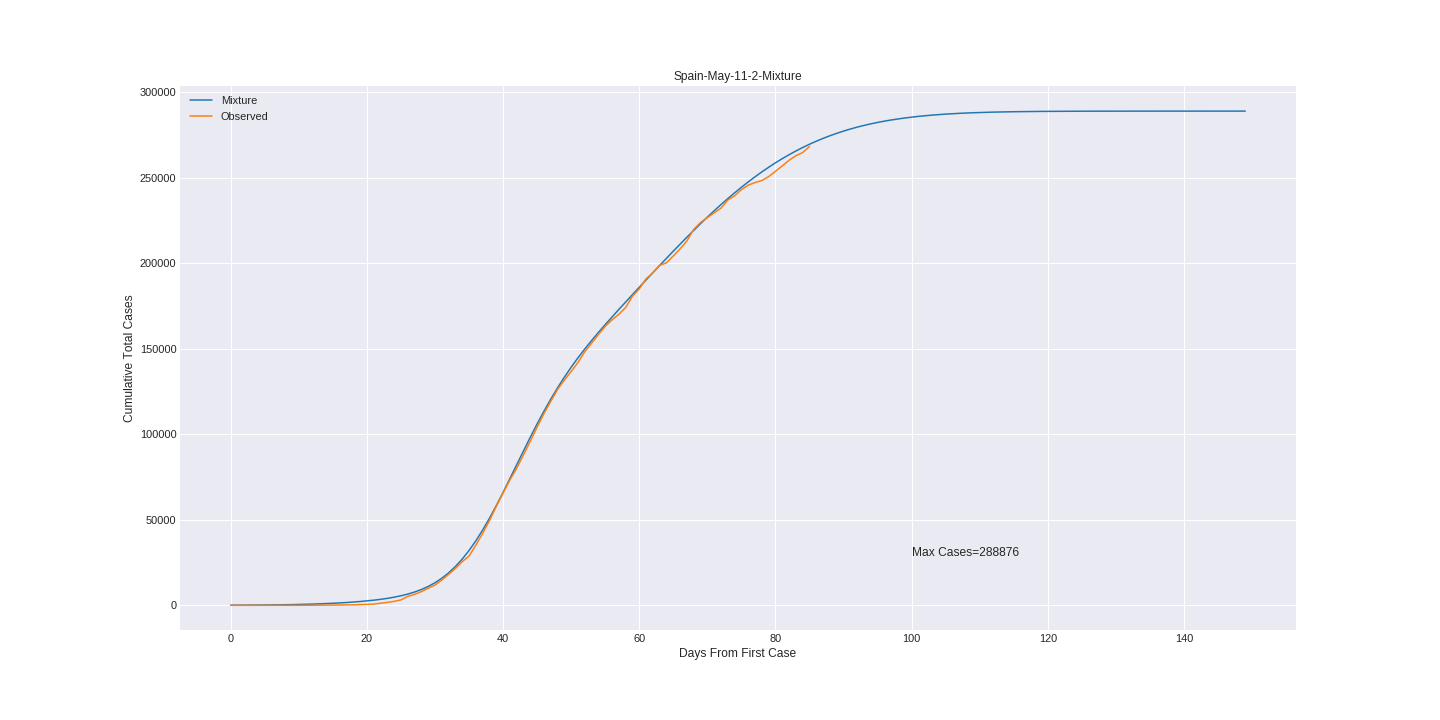 Spain-May-11-2-Mixture
Mixture
Observed
300000
250000
200000
150000
100000
50000
0
Cumulative Total Cases
Max Cases=288876
0 20 40 60 80 100 120 140
Days From First Case